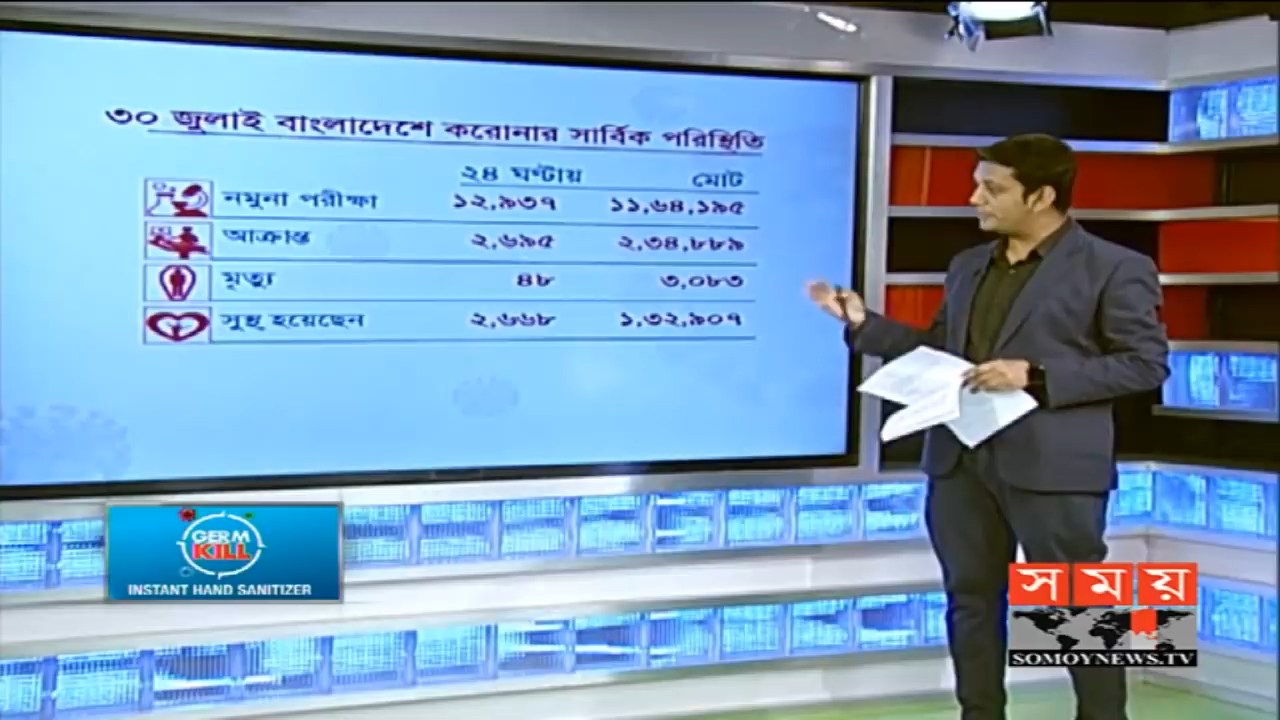 ৩০ জুলাই বাংলাদেশে করোনার সার্বিক পরিস্থিতি
২৪ ঘণ্টায় মোট
নমুনা পরীক্ষা ১২,৯৩৭ ১১,৬৪,১৯৫
আক্রান্ত ২,৬৯৫ ২,৩৪,৮৮৯
মৃত্যু ৪৮ ৩,০৮৩
সুস্থ হয়েছেন ২,৬৬৮ ১,৩২,৯০৭
GERM
KILL
INSTANT HAND SANITIZER
সময়
SOMOYNEWS.TV